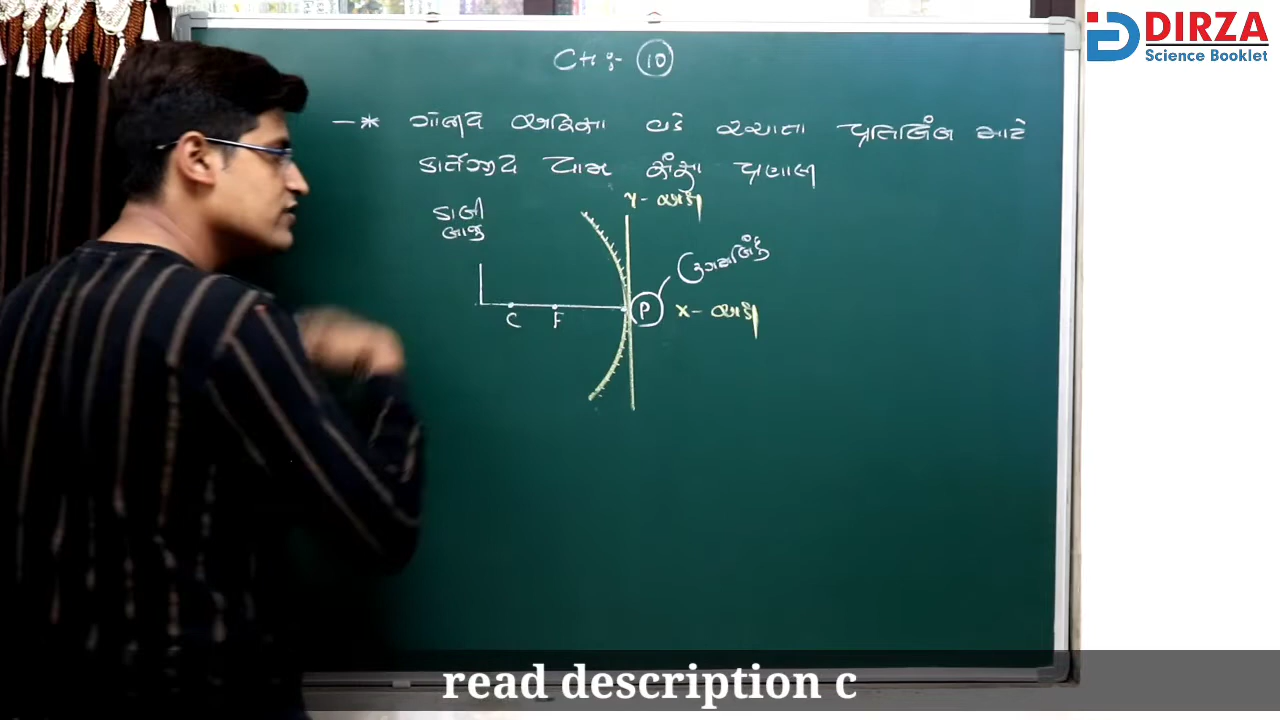 CH :- 10
-* ગોલીય અરીસા વડે રચાતા પ્રતિબિંબ માટે
કાર્તેઝીય યામ સંજ્ઞા પ્રણાલી
ડાબી
બાજુ
y - અક્ષ
ઉગમબિંદુ
C F P x - અક્ષ
DIRZA
Science Booklet
read description c